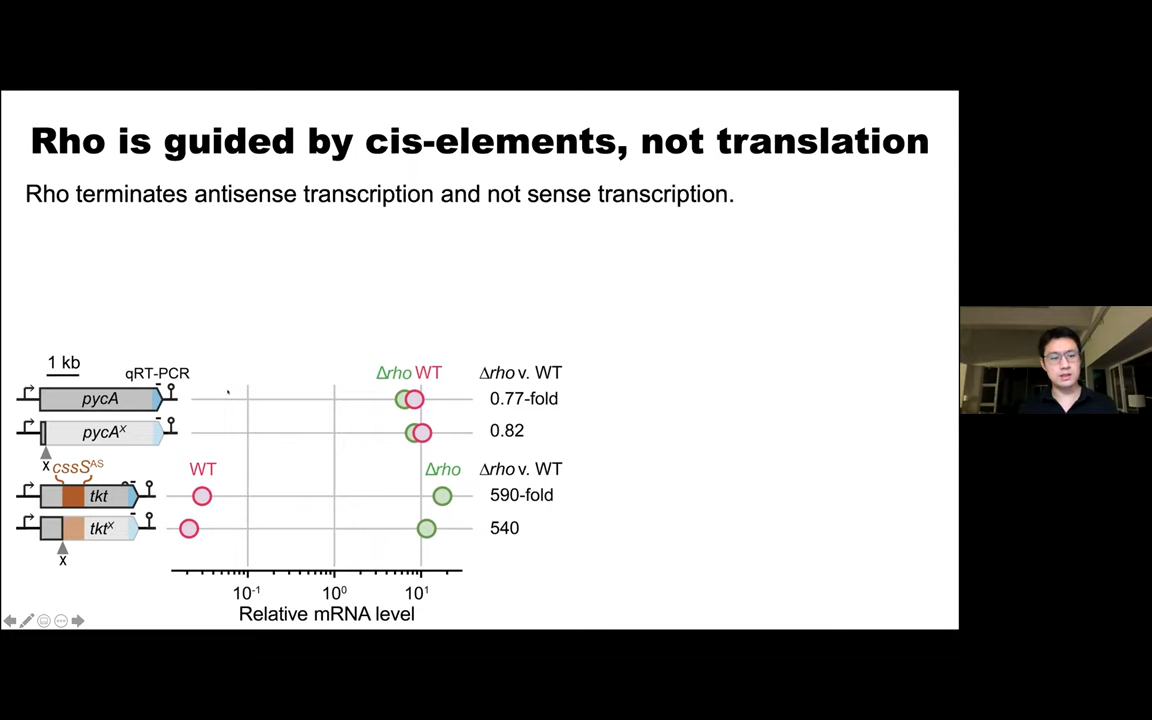 Rho is guided by cis-elements, not translation
Rho terminates antisense transcription and not sense transcription.
1 kb
qRT-PCR
Δrho WT
Δrho v. WT
pycA
0.77-fold
pycAˣ
0.82
x
cssSᴬˢ
WT
Δrho
Δrho v. WT
tkt
590-fold
tktˣ
540
x
10⁻¹
10⁰
10¹
Relative mRNA level